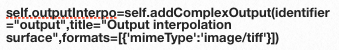 self.outputInterpo=self.addComplexOutput(identifier
="output",title="Output interpolation
surface",formats=[{'mimeType':'image/tiff'}])